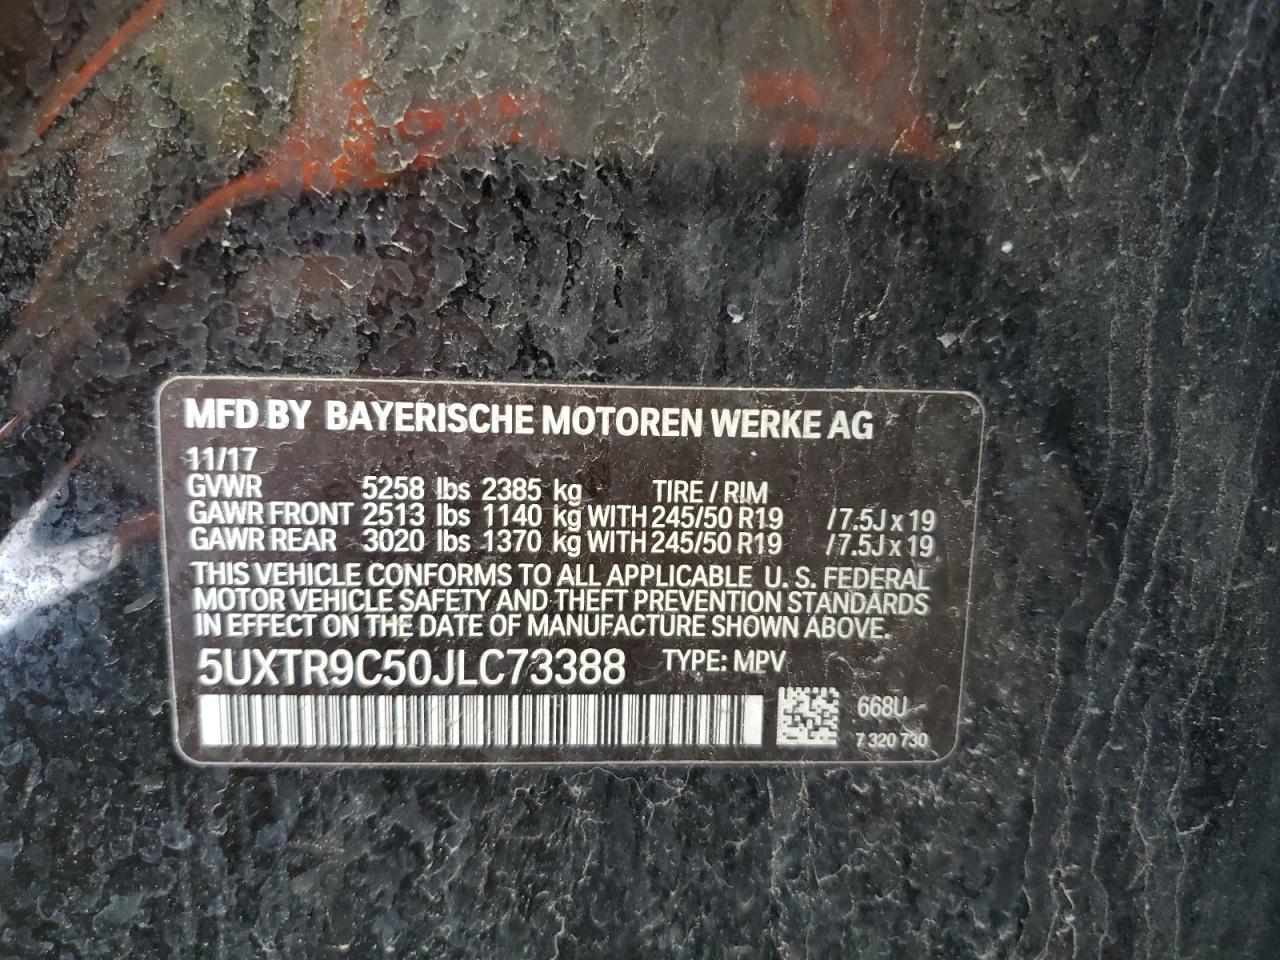 MFD BY BAYERISCHE MOTOREN WERKE AG
11/17
GVWR 5258 lbs 2385 kg TIRE / RIM
GAWR FRONT 2513 lbs 1140 kg WITH 245/50 R19 / 7.5J x 19
GAWR REAR 3020 lbs 1370 kg WITH 245/50 R19 / 7.5J x 19
THIS VEHICLE CONFORMS TO ALL APPLICABLE U. S. FEDERAL
MOTOR VEHICLE SAFETY AND THEFT PREVENTION STANDARDS
IN EFFECT ON THE DATE OF MANUFACTURE SHOWN ABOVE.
5UXTR9C50JLC73388 TYPE: MPV
668U
7 320 730